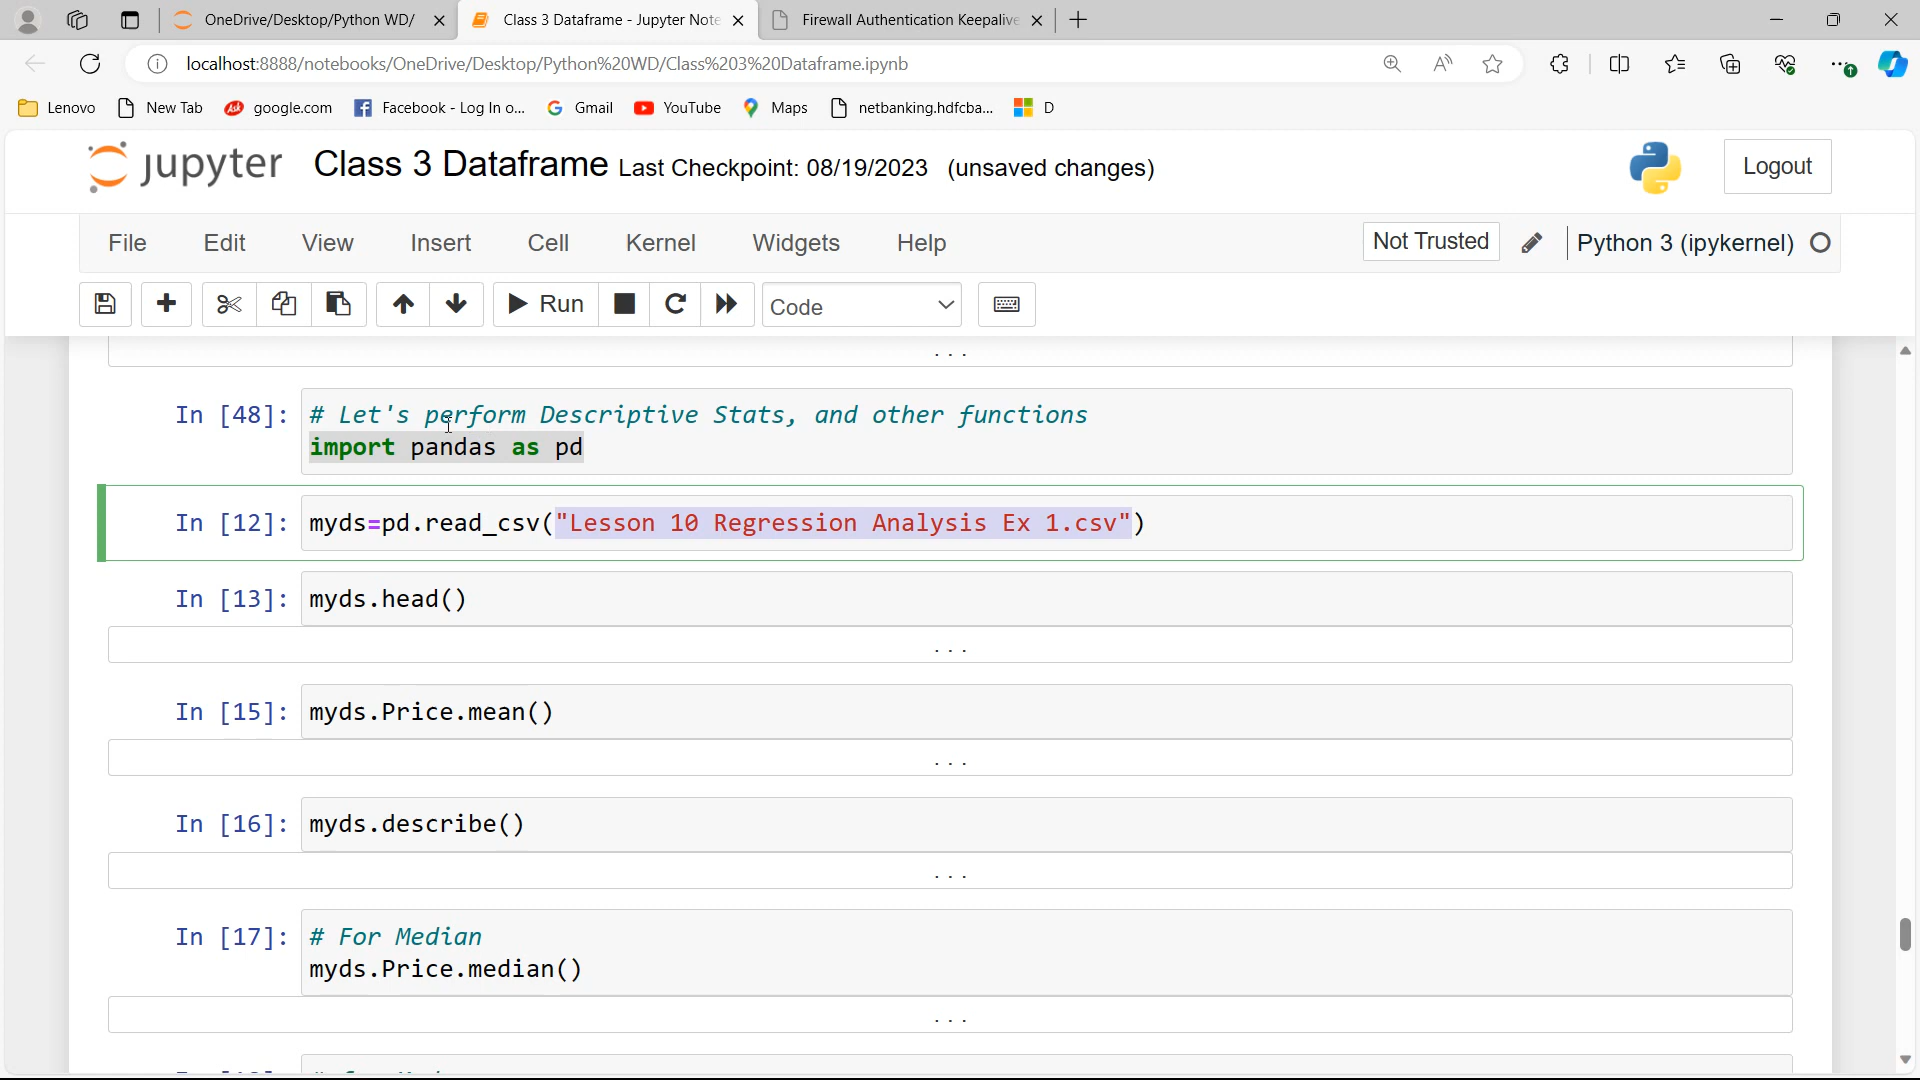 OneDrive/Desktop/Python WD/
Class 3 Dataframe - Jupyter Note
Firewall Authentication Keepalive
localhost:8888/notebooks/OneDrive/Desktop/Python%20WD/Class%203%20Dataframe.ipynb
Lenovo
New Tab
Ask
google.com
Facebook - Log In o...
Gmail
YouTube
Maps
netbanking.hdfcba...
D
jupyter
Class 3 Dataframe Last Checkpoint: 08/19/2023 (unsaved changes)
Logout
File Edit View Insert Cell Kernel Widgets Help
Not Trusted
Python 3 (ipykernel)
Run
Code
...
In [48]: # Let's perform Descriptive Stats, and other functions
import pandas as pd
In [12]: myds=pd.read_csv("Lesson 10 Regression Analysis Ex 1.csv")
In [13]: myds.head()
...
In [15]: myds.Price.mean()
...
In [16]: myds.describe()
...
In [17]: # For Median
myds.Price.median()
...